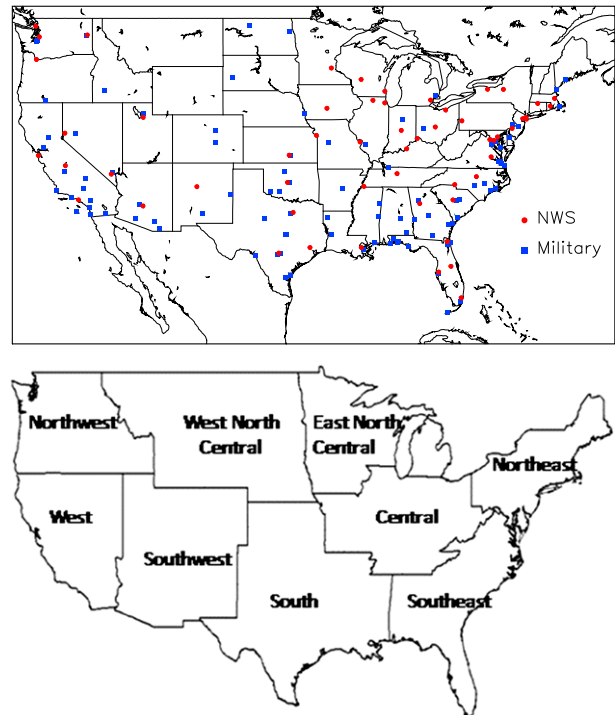 NWS
Military
Northwest
West North
Central
East North
Central
Northeast
West
Central
Southwest
South
Southeast